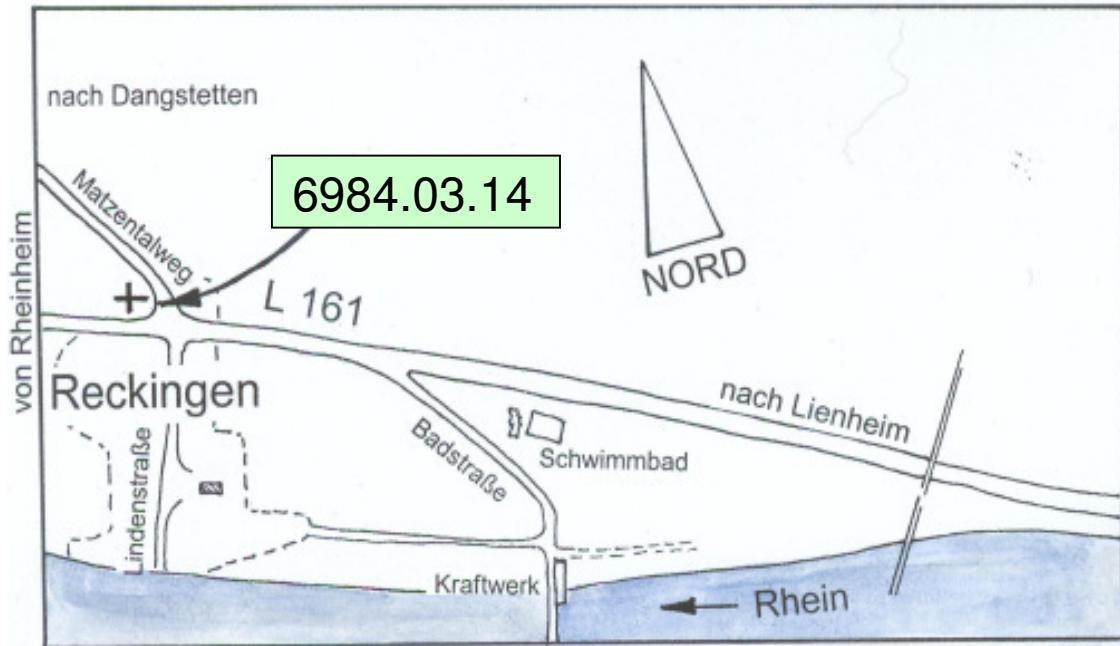 nach Dangstetten
6984.03.14
Matzentalweg
NORD
L 161
von Rheinheim
Reckingen
nach Lienheim
Badstraße
Schwimmbad
Lindenstraße
Kraftwerk
Rhein